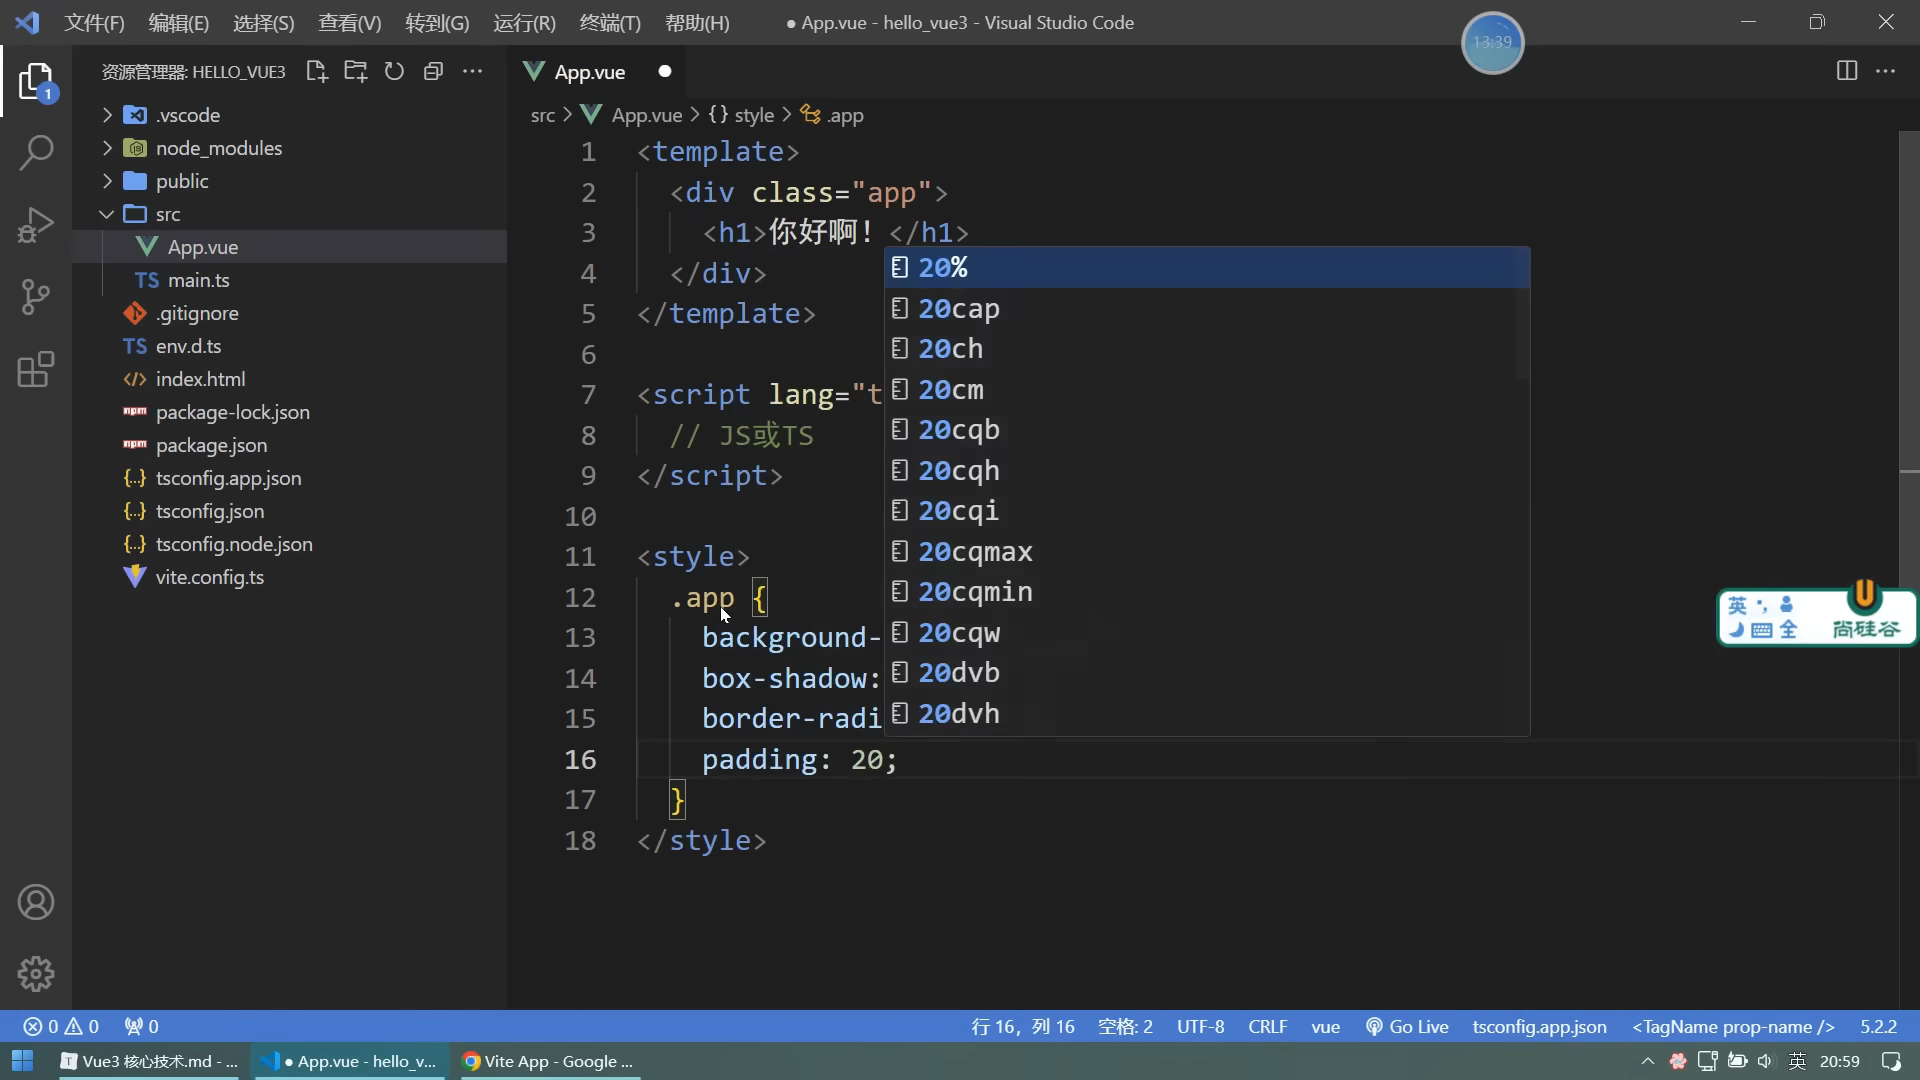 文件(F) 编辑(E) 选择(S) 查看(V) 转到(G) 运行(R) 终端(T) 帮助(H) ● App.vue - hello_vue3 - Visual Studio Code
13:39
资源管理器: HELLO_VUE3
App.vue
src > App.vue > {} style > .app
1
.vscode
node_modules
public
src
App.vue
TS main.ts
.gitignore
TS env.d.ts
index.html
package-lock.json
package.json
{..} tsconfig.app.json
{..} tsconfig.json
{..} tsconfig.node.json
vite.config.ts
1 <template>
2 <div class="app">
3 <h1>你好啊！</h1>
4 </div>
5 </template>
6
7 <script lang="t
8 // JS或TS
9 </script>
10
11 <style>
12 .app {
13 background-
14 box-shadow:
15 border-radi
16 padding: 20;
17 }
18 </style>
20%
20cap
20ch
20cm
20cqb
20cqh
20cqi
20cqmax
20cqmin
20cqw
20dvb
20dvh
英
全 尚硅谷
0 0 0 行 16，列 16 空格: 2 UTF-8 CRLF vue Go Live tsconfig.app.json <TagName prop-name /> 5.2.2
T Vue3 核心技术.md - ... ● App.vue - hello_v... Vite App - Google ... 英 20:59